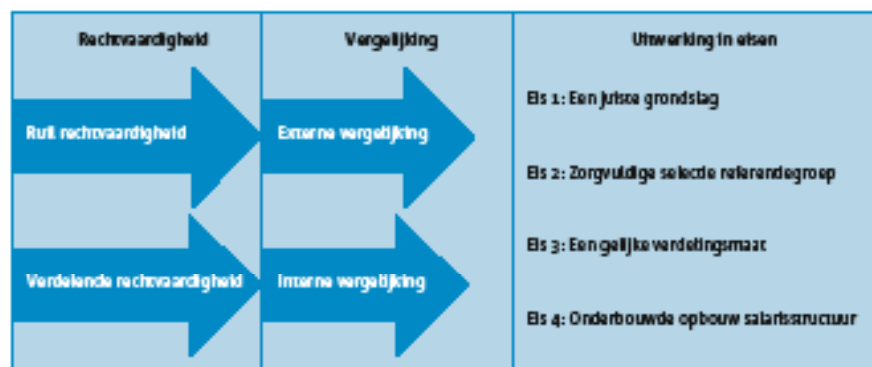 Rechtvaardigheid
Vergelijking
Uitwerking in eisen
Ruil rechtvaardigheid
Externe vergelijking
Verdelende rechtvaardigheid
Interne vergelijking
Eis 1: Een juiste grondslag
Eis 2: Zorgvuldige selectie referentegroep
Eis 3: Een gelijke verdelingsmaat
Eis 4: Onderbouwde opbouw salarisstructuur